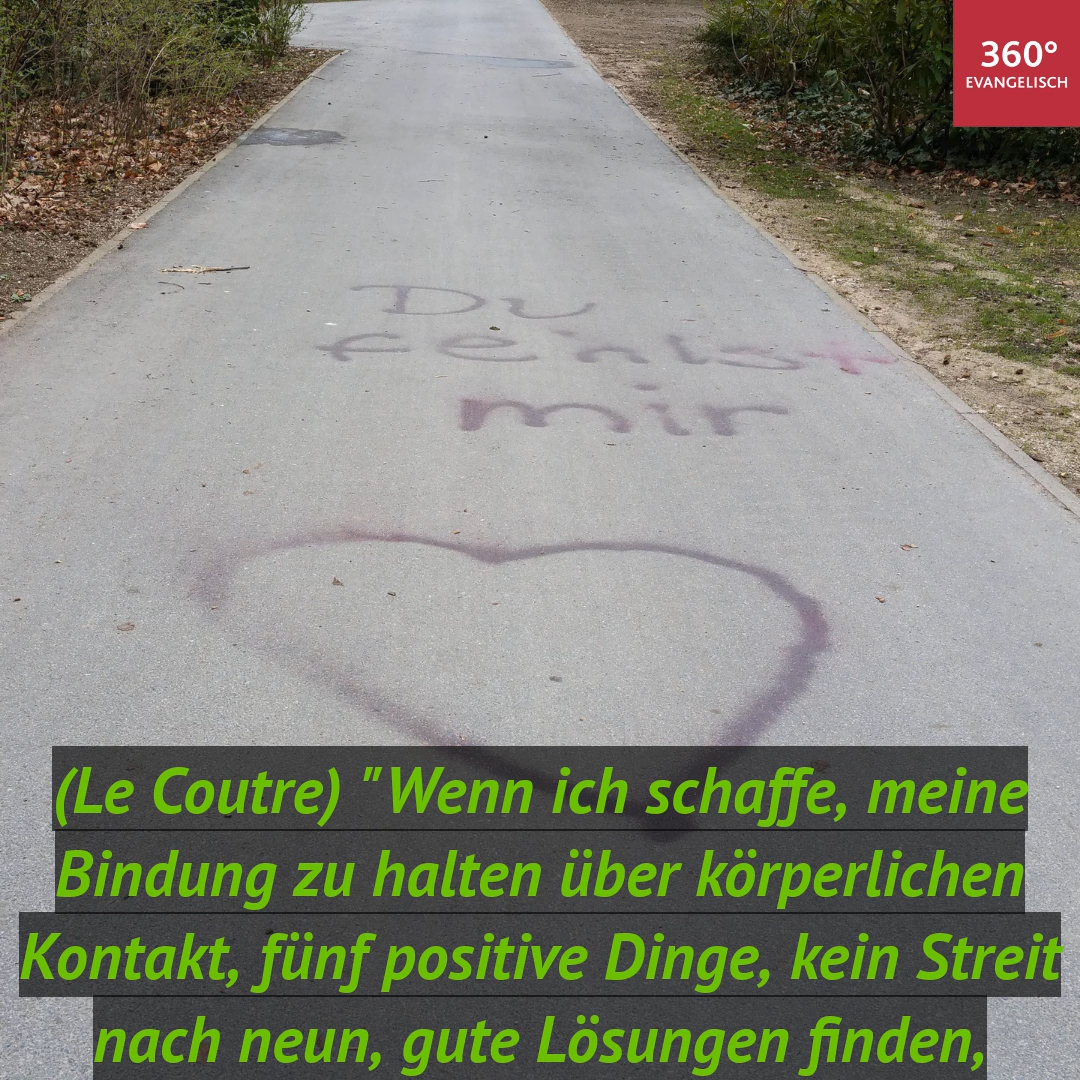 360°
EVANGELISCH
Du
fehlst
mir
(Le Coutre) "Wenn ich schaffe, meine
Bindung zu halten über körperlichen
Kontakt, fünf positive Dinge, kein Streit
nach neun, gute Lösungen finden,